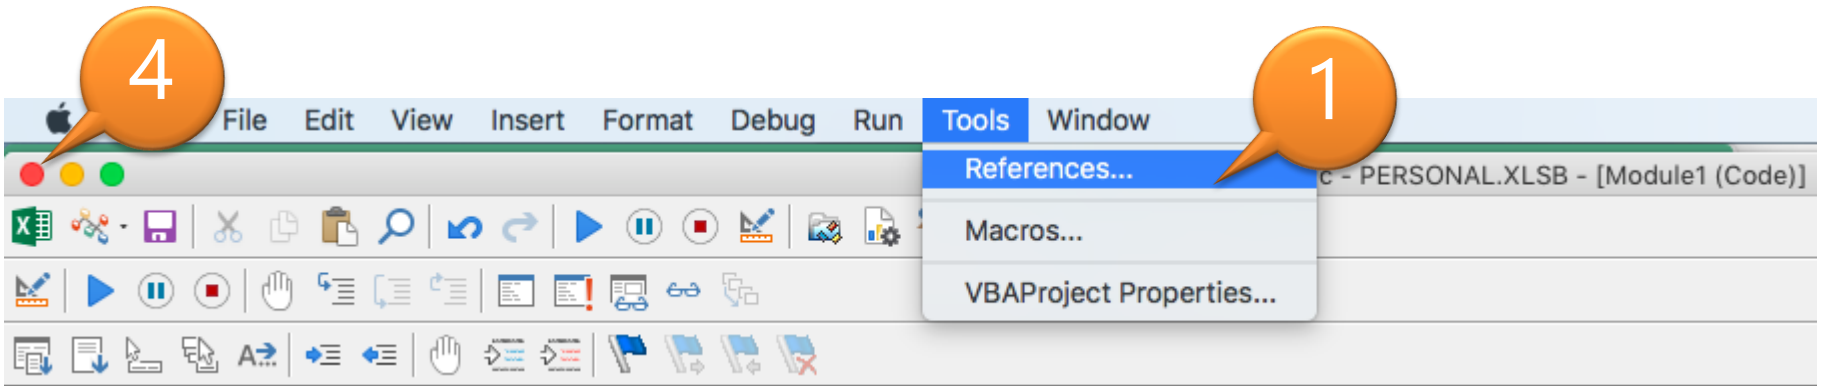 4
1
File Edit View Insert Format Debug Run Tools Window
References...
c - PERSONAL.XLSB - [Module1 (Code)]
Macros...
VBAProject Properties...